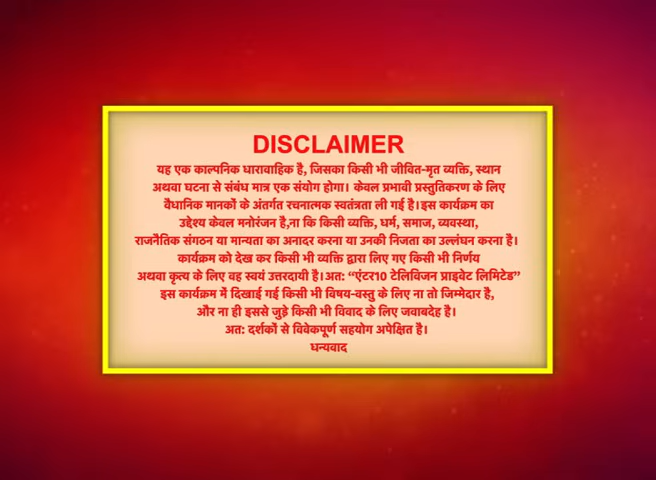 DISCLAIMER
यह एक काल्पनिक धारावाहिक है, जिसका किसी भी जीवित-मृत व्यक्ति, स्थान
अथवा घटना से संबंध मात्र एक संयोग होगा। केवल प्रभावी प्रस्तुतिकरण के लिए
वैधानिक मानकों के अंतर्गत रचनात्मक स्वतंत्रता ली गई है।इस कार्यक्रम का
उद्देश्य केवल मनोरंजन है,ना कि किसी व्यक्ति, धर्म, समाज, व्यवस्था,
राजनैतिक संगठन या मान्यता का अनादर करना या उनकी निजता का उल्लंघन करना है।
कार्यक्रम को देख कर किसी भी व्यक्ति द्वारा लिए गए किसी भी निर्णय
अथवा कृत्य के लिए वह स्वयं उत्तरदायी है।अत: “एंटर10 टेलिविजन प्राइवेट लिमिटेड”
इस कार्यक्रम में दिखाई गई किसी भी विषय-वस्तु के लिए ना तो जिम्मेदार है,
और ना ही इससे जुड़े किसी भी विवाद के लिए जवाबदेह है।
अत: दर्शकों से विवेकपूर्ण सहयोग अपेक्षित है।
धन्यवाद